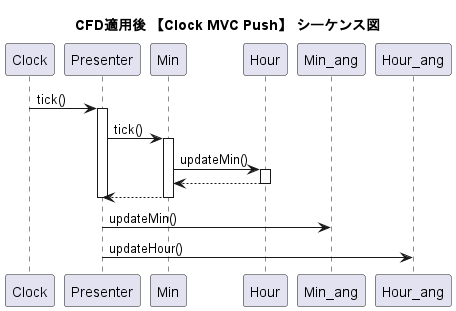 CFD適用後 【Clock MVC Push】 シーケンス図
Clock Presenter Min Hour Min_ang Hour_ang
tick()
tick()
updateMin()
updateMin()
updateHour()
Clock Presenter Min Hour Min_ang Hour_ang